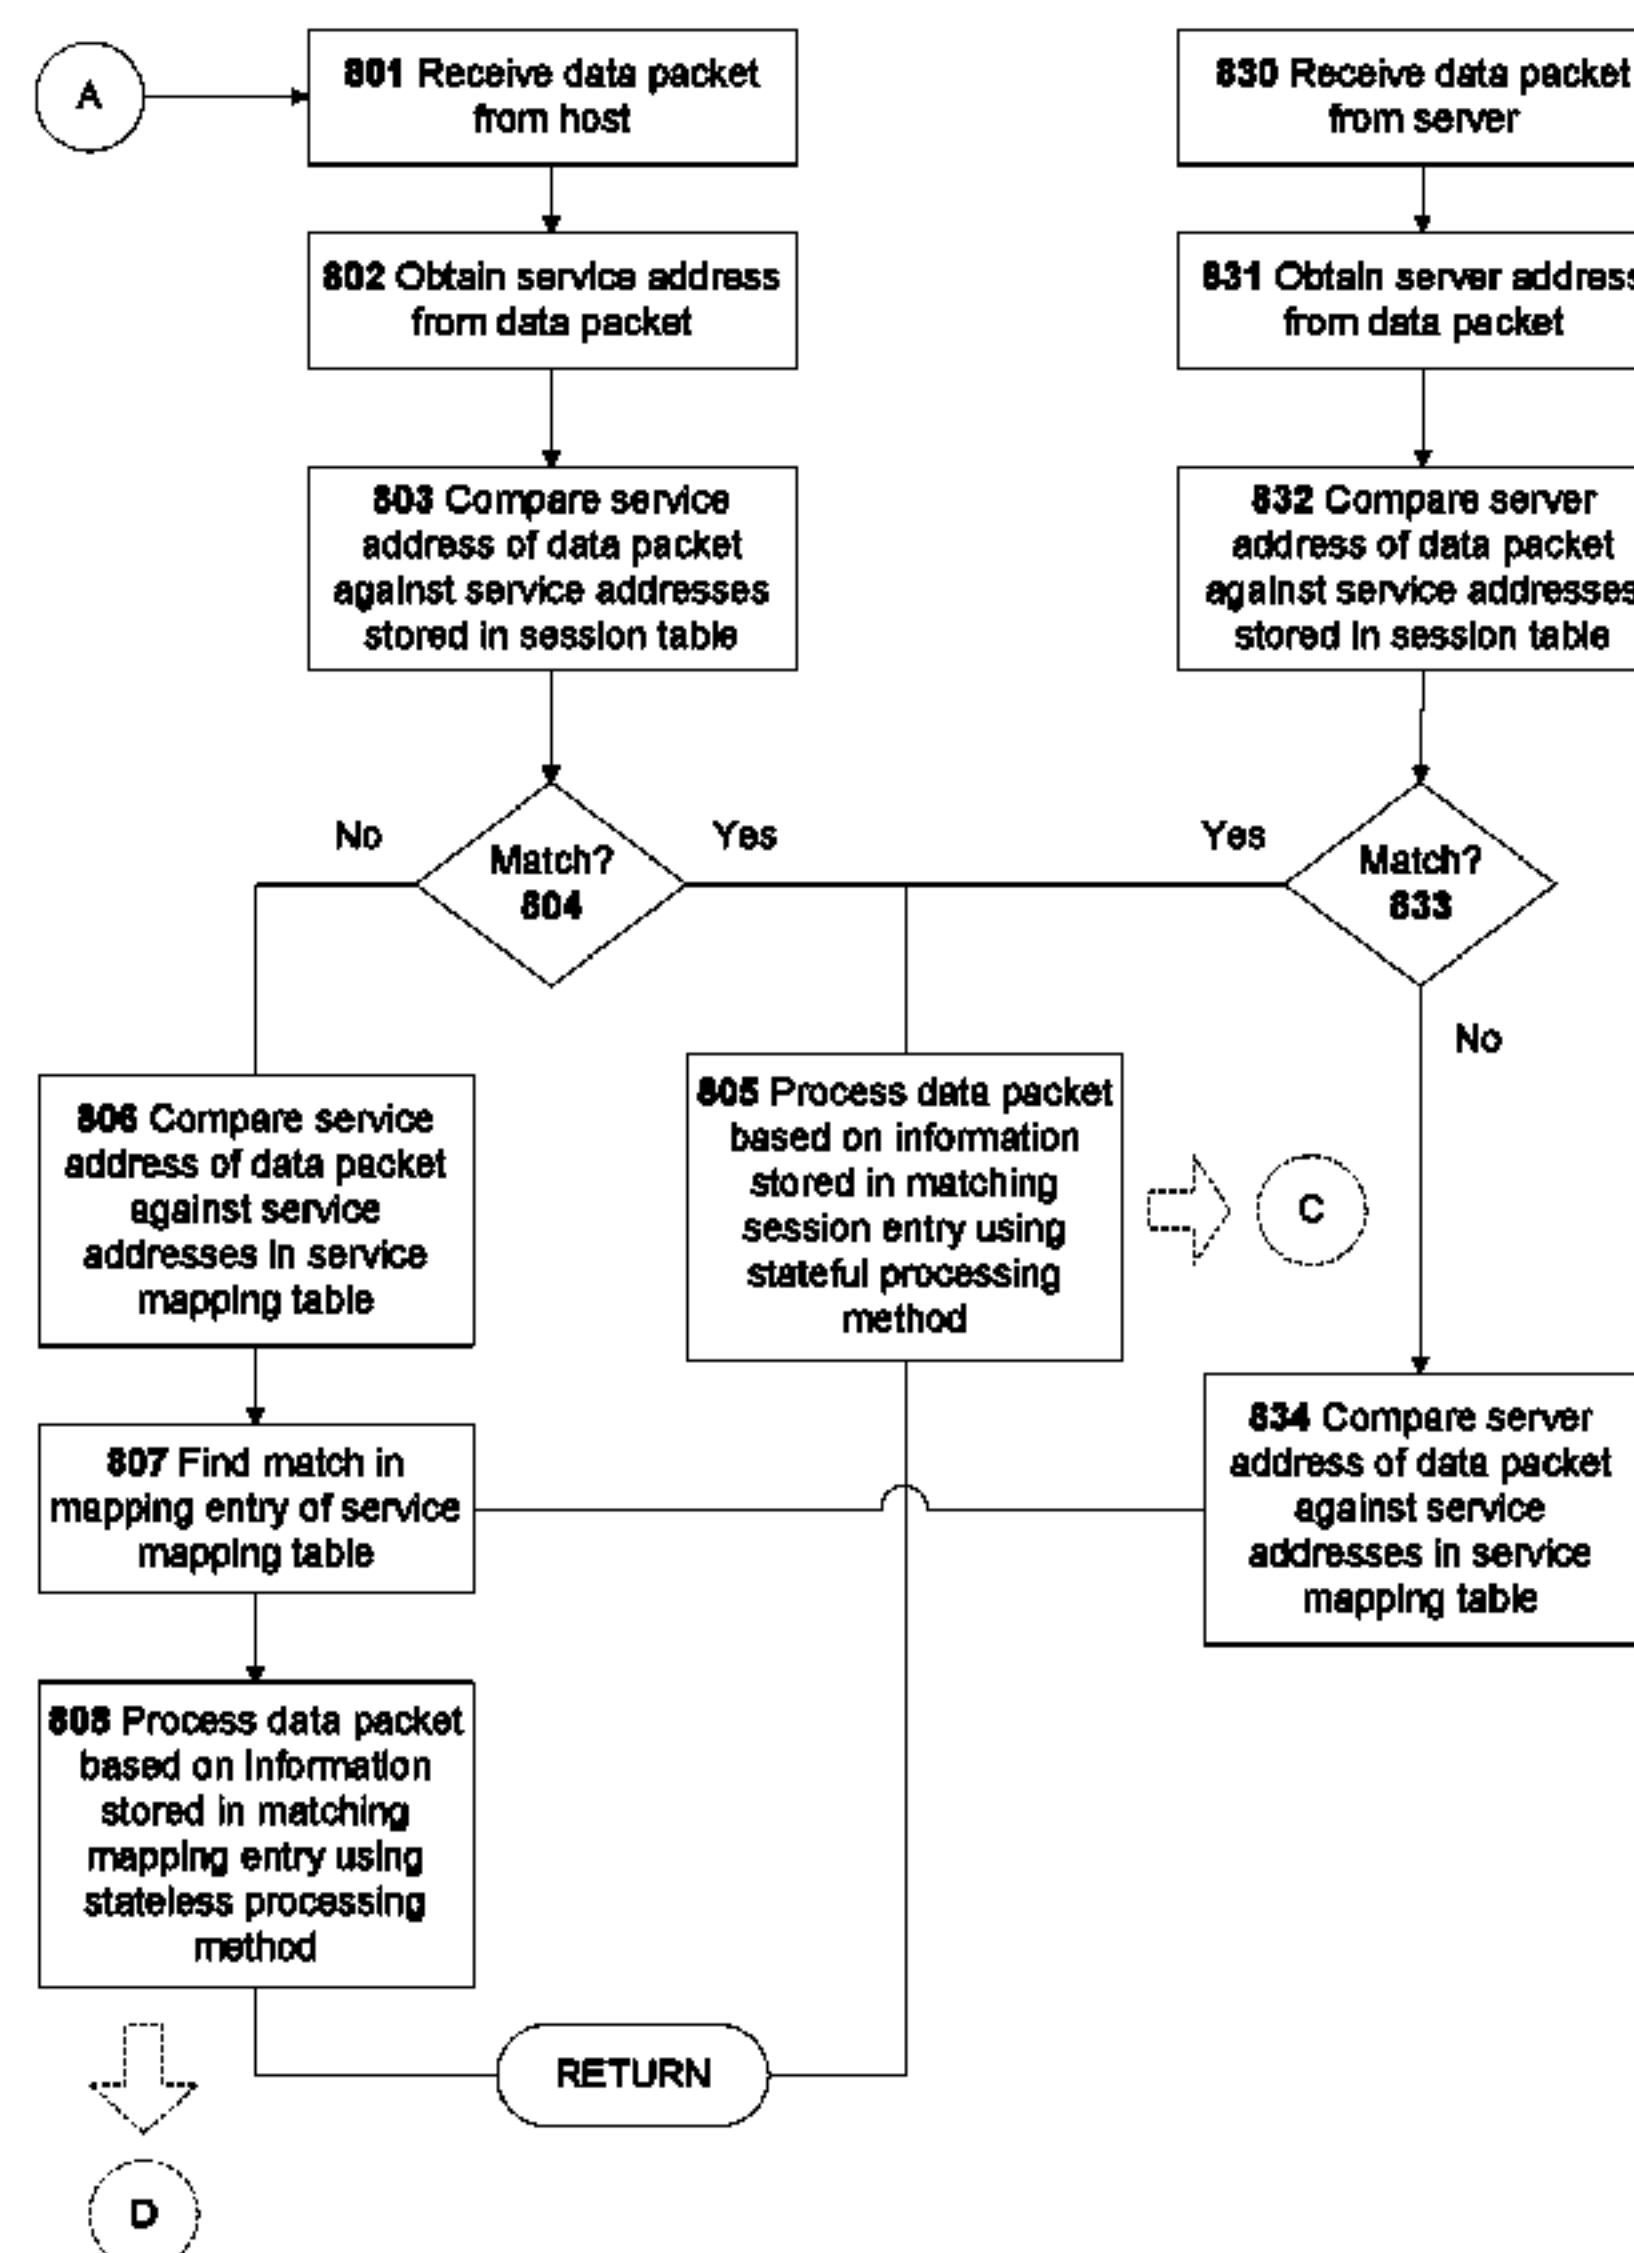 A
801 Receive data packet
from host
802 Obtain service address
from data packet
803 Compare service
address of data packet
against service addresses
stored in session table
No
Match?
804
Yes
830 Receive data packet
from server
831 Obtain server address
from data packet
832 Compare server
address of data packet
against service addresses
stored in session table
Yes
Match?
833
No
806 Compare service
address of data packet
against service
addresses in service
mapping table
805 Process data packet
based on information
stored in matching
session entry using
stateful processing
method
C
807 Find match in
mapping entry of service
mapping table
834 Compare server
address of data packet
against service
addresses in service
mapping table
808 Process data packet
based on information
stored in matching
mapping entry using
stateless processing
method
RETURN
D